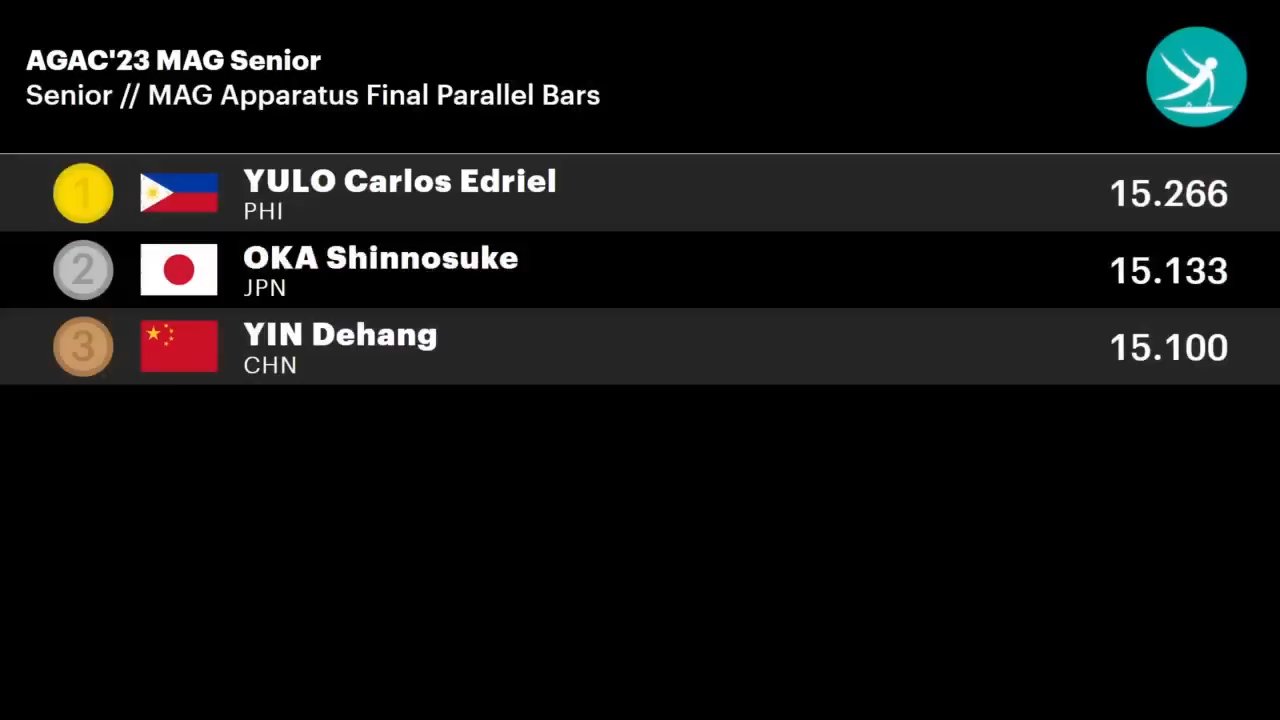 AGAC'23 MAG Senior
Senior // MAG Apparatus Final Parallel Bars
1
YULO Carlos Edriel
15.266
PHI
2
OKA Shinnosuke
15.133
JPN
3
YIN Dehang
15.100
CHN